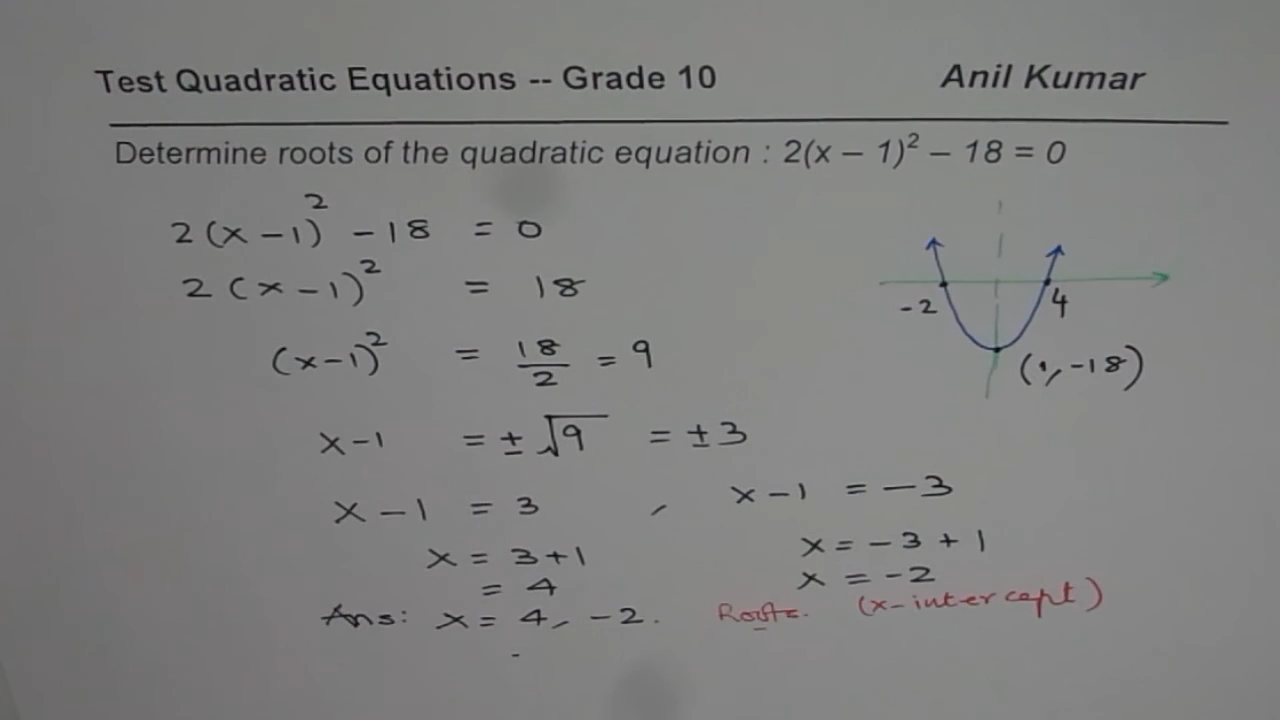 Test Quadratic Equations -- Grade 10 Anil Kumar
Determine roots of the quadratic equation : 2(x – 1)² – 18 = 0
2(x-1)² -18 = 0
2(x-1)² = 18
(x-1)² = 18/2 = 9
x-1 = ±√9 = ±3
x-1 = 3 , x-1 = -3
x = 3+1 x = -3+1
= 4 x = -2
Ans: x = 4, -2. Roots. (x-intercept)
-2 4
(1,-18)